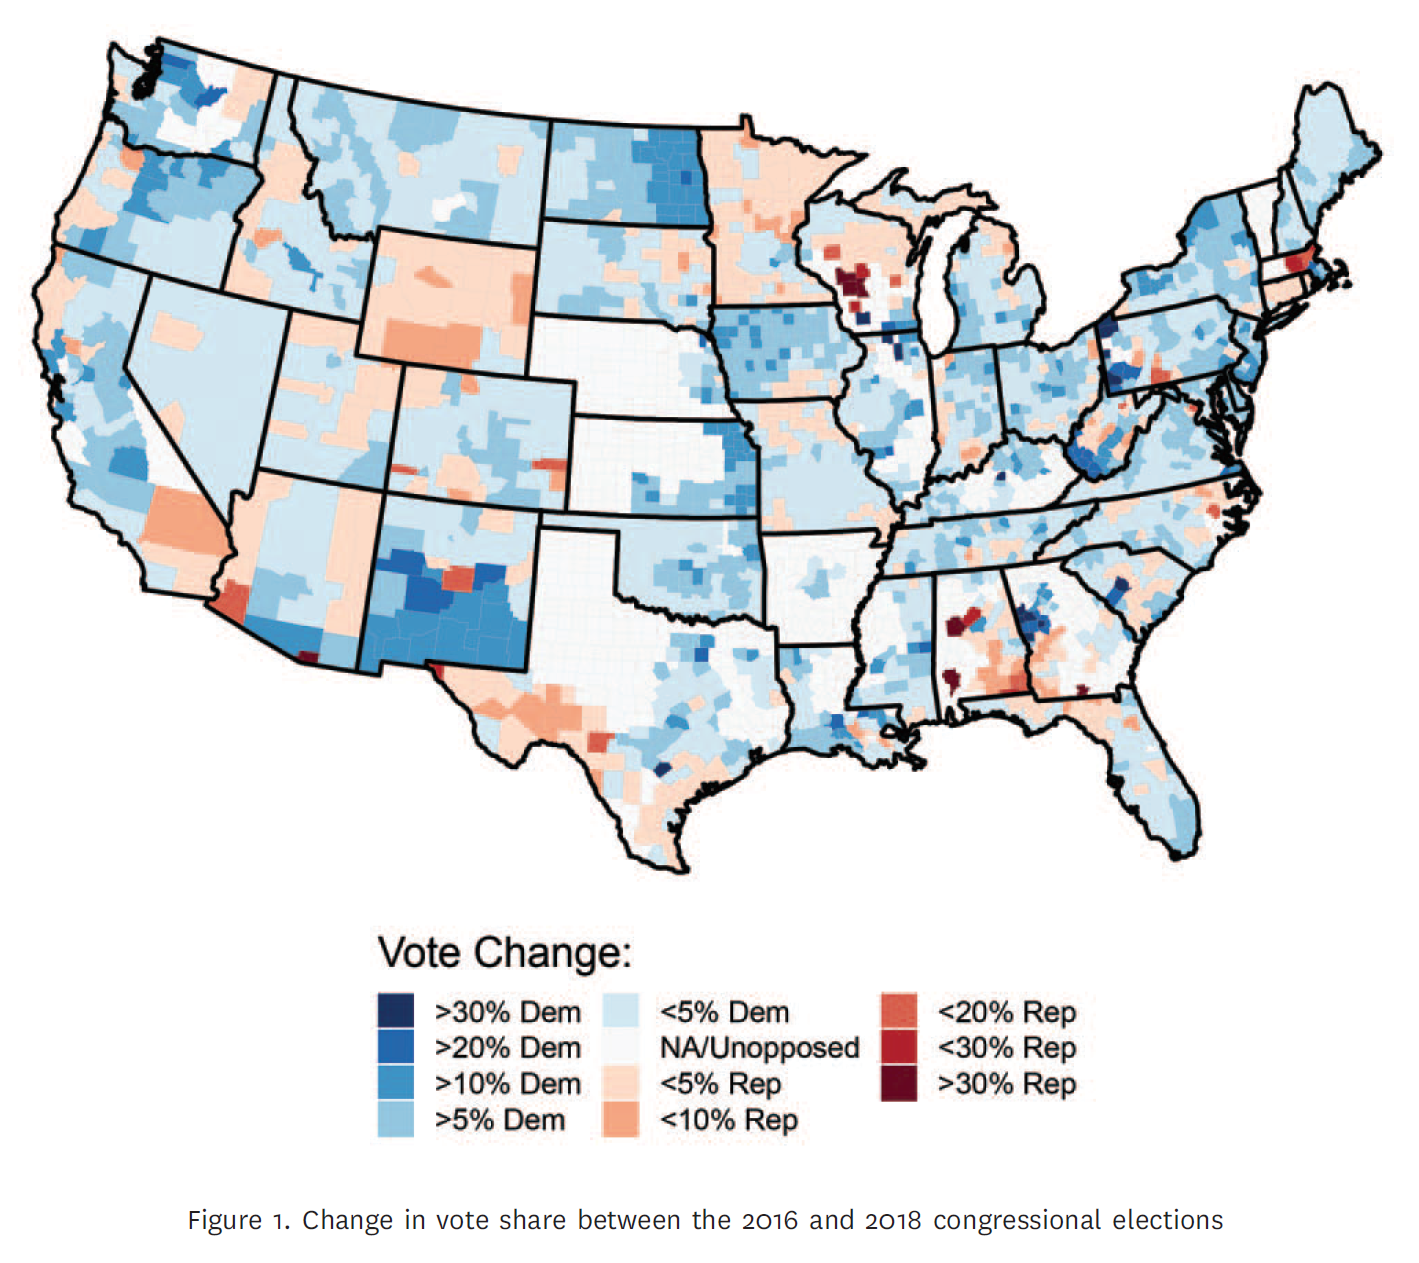 Vote Change:
>30% Dem
>20% Dem
>10% Dem
>5% Dem
<5% Dem
NA/Unopposed
<5% Rep
<10% Rep
<20% Rep
<30% Rep
>30% Rep
Figure 1. Change in vote share between the 2016 and 2018 congressional elections